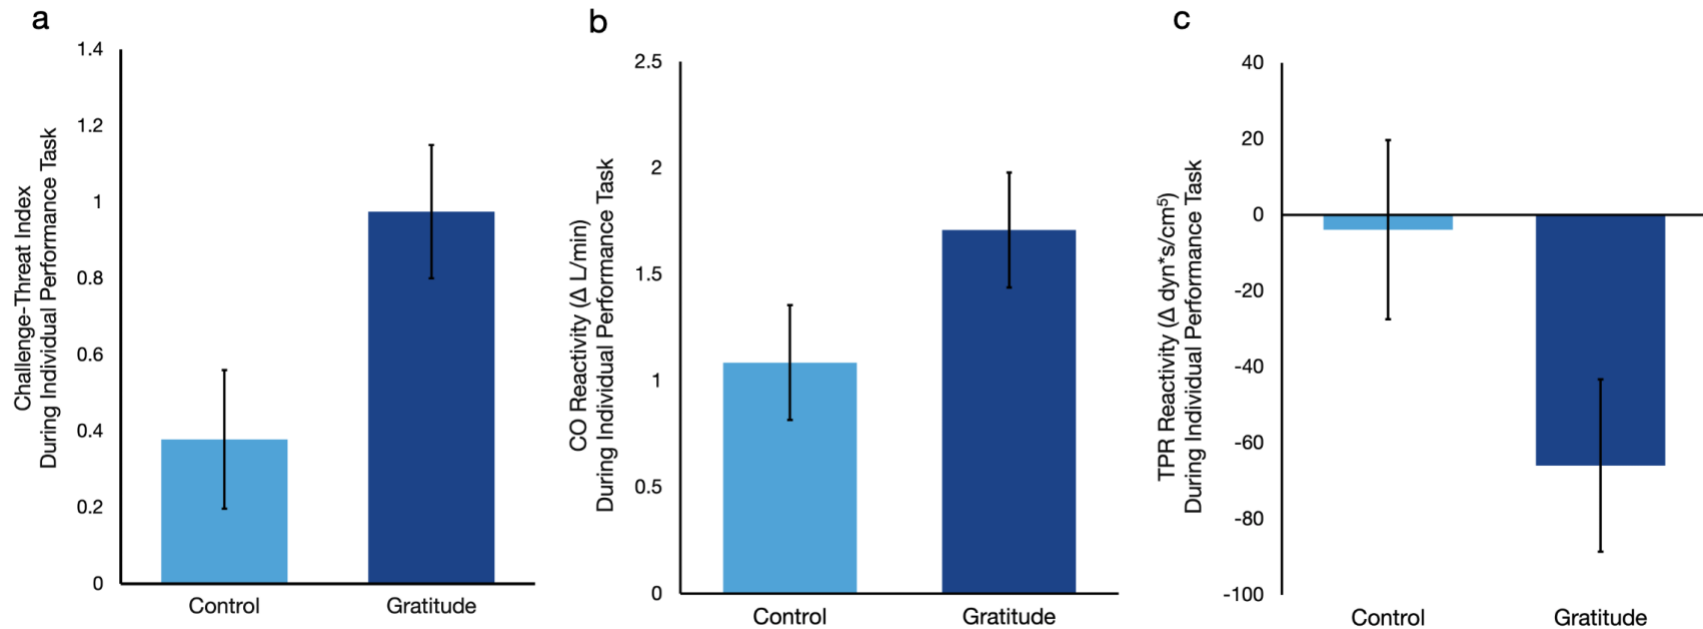 a
Challenge-Threat Index
During Individual Performance Task
1.4
1.2
1
0.8
0.6
0.4
0.2
0
Control
Gratitude
b
CO Reactivity (Δ L/min)
During Individual Performance Task
2.5
2
1.5
1
0.5
0
Control
Gratitude
c
TPR Reactivity (Δ dyn*s/cm⁵)
During Individual Performance Task
40
20
0
-20
-40
-60
-80
-100
Control
Gratitude